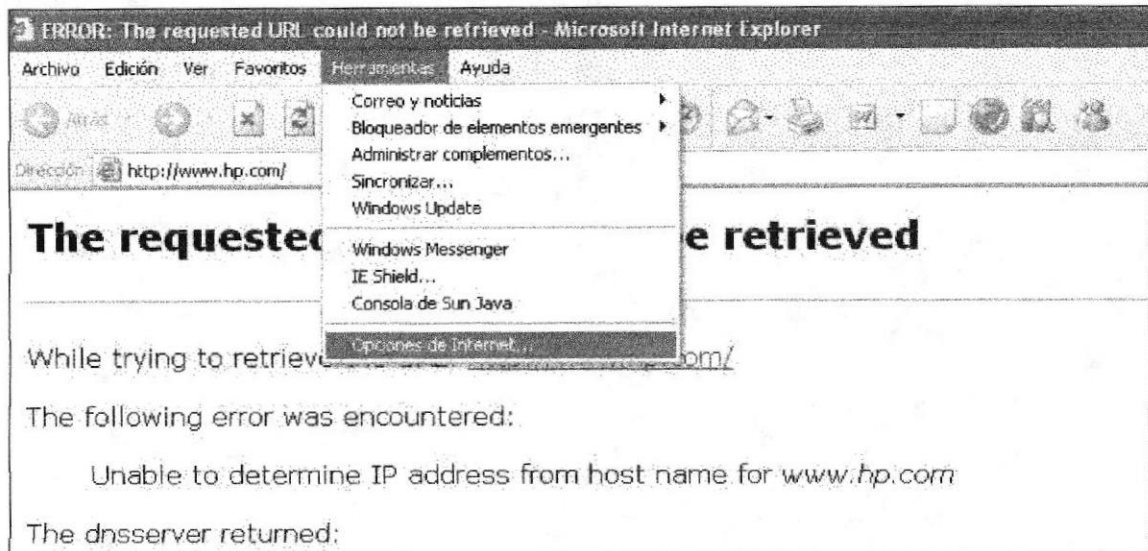 ERROR: The requested URL could not be retrieved - Microsoft Internet Explorer
Archivo Edición Ver Favoritos Herramientas Ayuda
Atrás
Correo y noticias
Bloqueador de elementos emergentes
Administrar complementos...
Dirección http://www.hp.com/
Sincronizar...
Windows Update
The requested e retrieved
Windows Messenger
IE Shield...
Consola de Sun Java
Opciones de Internet...
While trying to retrieve om/
The following error was encountered:
Unable to determine IP address from host name for www.hp.com
The dnsserver returned: